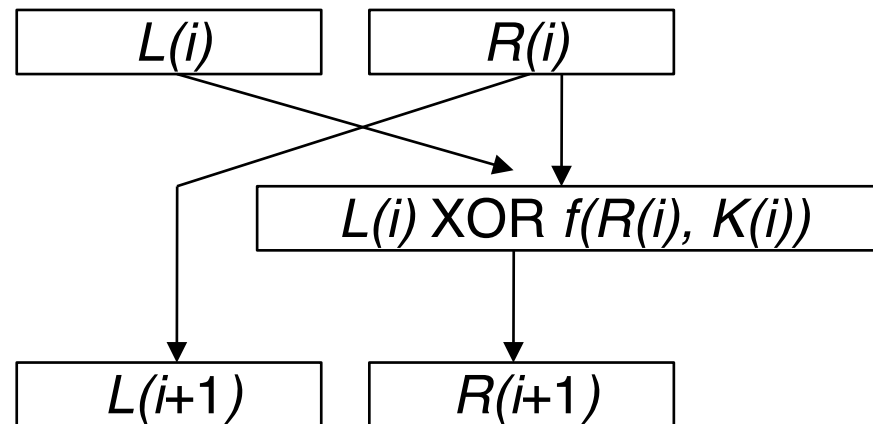 L(i) R(i)
L(i) XOR f(R(i), K(i))
L(i+1) R(i+1)